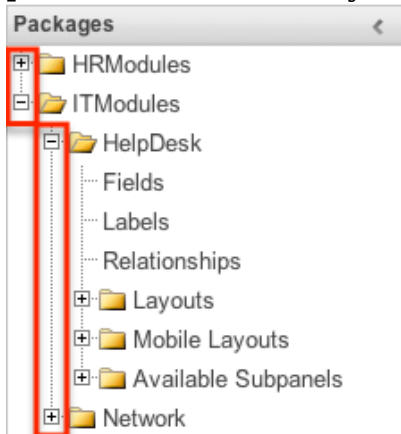 Packages
HRModules
ITModules
HelpDesk
Fields
Labels
Relationships
Layouts
Mobile Layouts
Available Subpanels
Network